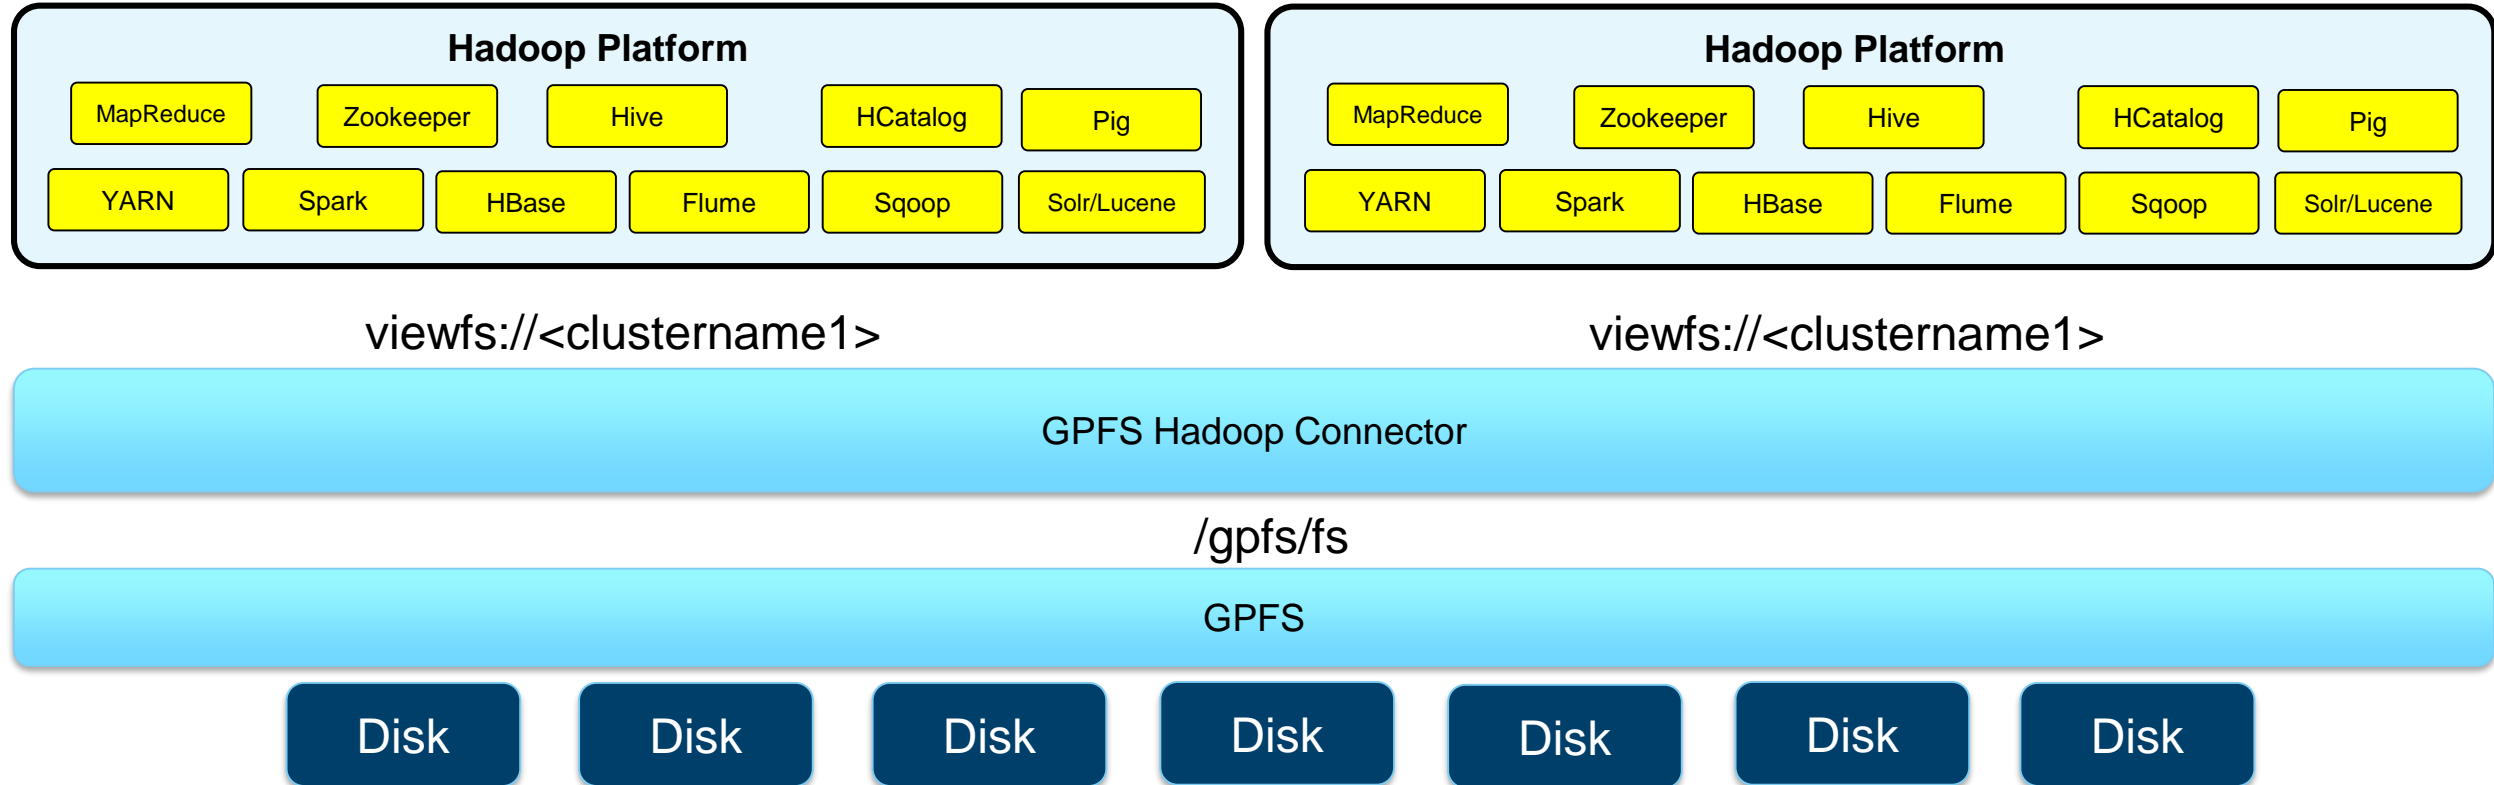 Hadoop Platform
MapReduce
Zookeeper
Hive
HCatalog
Pig
YARN
Spark
HBase
Flume
Sqoop
Solr/Lucene
Hadoop Platform
MapReduce
Zookeeper
Hive
HCatalog
Pig
YARN
Spark
HBase
Flume
Sqoop
Solr/Lucene
viewfs://<clustername1>
viewfs://<clustername1>
GPFS Hadoop Connector
/gpfs/fs
GPFS
Disk
Disk
Disk
Disk
Disk
Disk
Disk